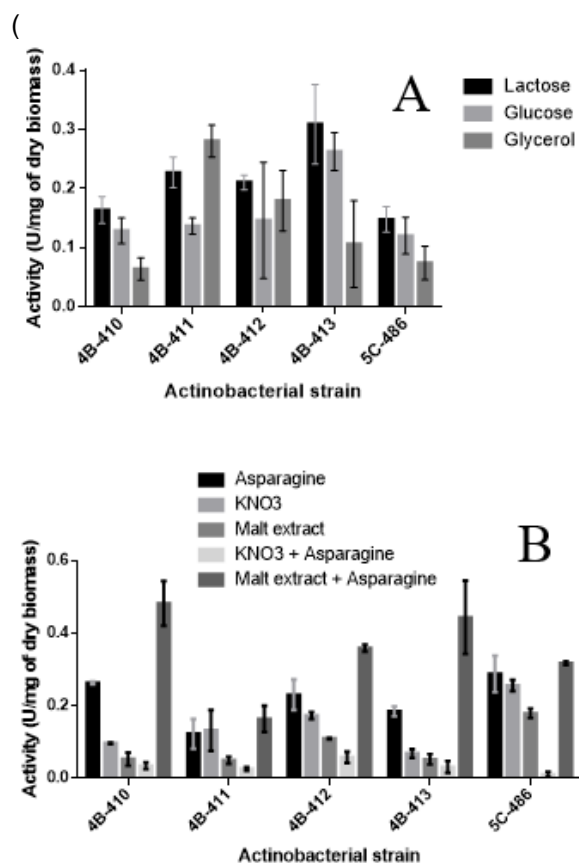 (
A
Lactose
Glucose
Glycerol
Activity (U/mg of dry biomass)
0.4
0.3
0.2
0.1
0.0
4B-410
4B-411
4B-412
4B-413
5C-486
Actinobacterial strain
Asparagine
KNO3
Malt extract
KNO3 + Asparagine
Malt extract + Asparagine
B
Activity (U/mg of dry biomass)
0.6
0.4
0.2
0.0
4B-410
4B-411
4B-412
4B-413
5C-486
Actinobacterial strain